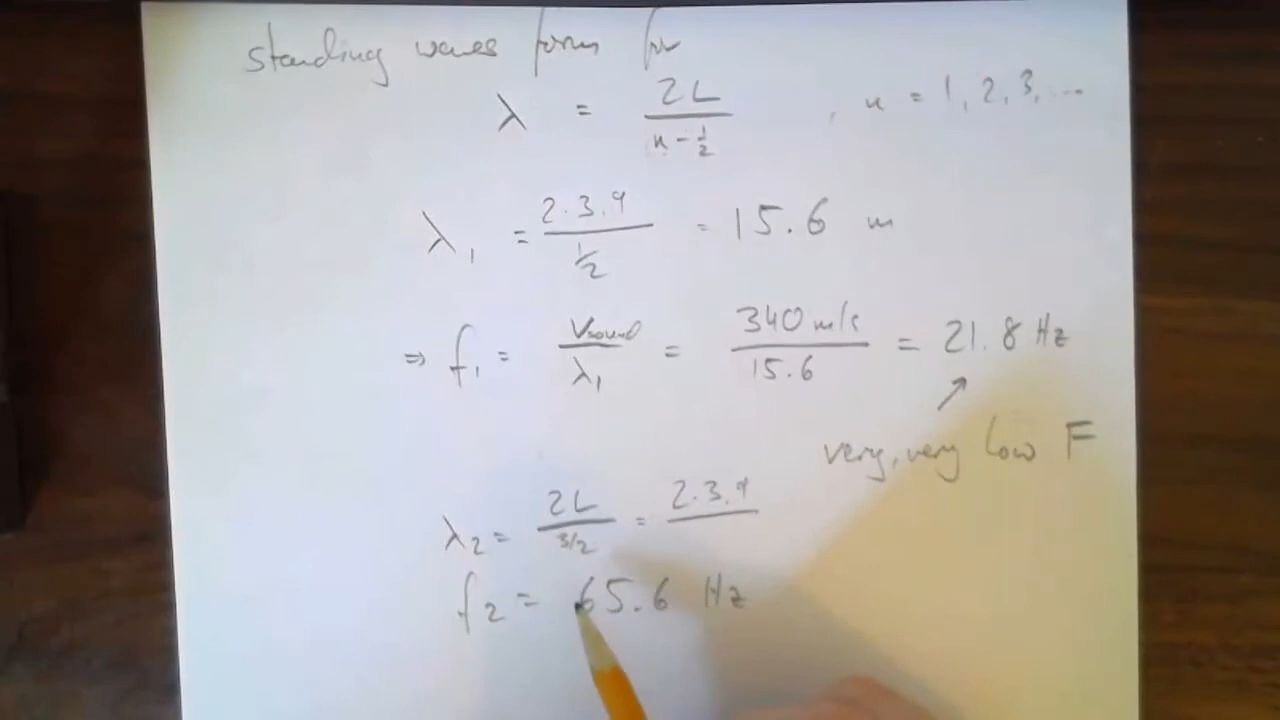 standing waves form for
λ = 2L / n - 1/2 , n = 1, 2, 3, ...
λ1 = 2·3.9 / 1/2 = 15.6 m
⇒ f1 = Vsound / λ1 = 340 m/s / 15.6 = 21.8 Hz
↗
very, very low F
λ2 = 2L / 3/2 = 2·3.9
f2 = 65.6 Hz